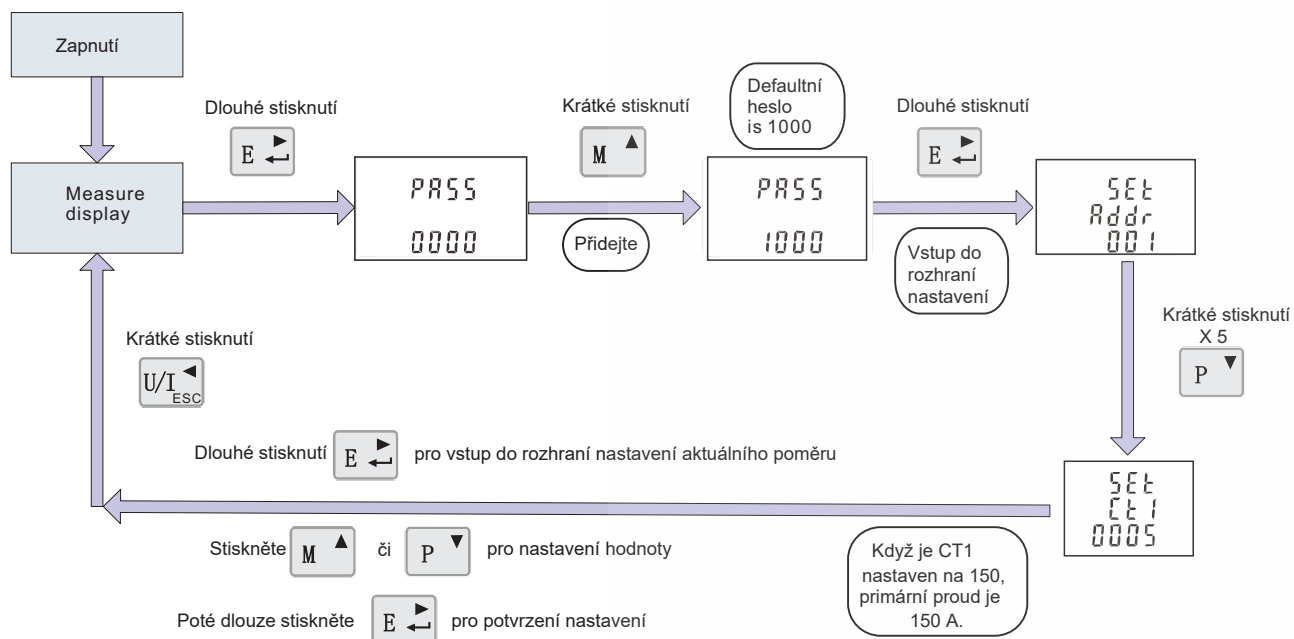 Zapnutí
Dlouhé stisknutí
E
Krátké stisknutí
M
Defaultní
heslo
is 1000
Dlouhé stisknutí
E
Measure
display
PASS
0000
Přidejte
PASS
1000
Vstup do
rozhraní
nastavení
SEt
Addr
001
Krátké stisknutí
X 5
P
Krátké stisknutí
U/I
ESC
Dlouhé stisknutí E pro vstup do rozhraní nastavení aktuálního poměru
SEt
Ct1
0005
Stiskněte M či P pro nastavení hodnoty
Když je CT1
nastaven na 150,
primární proud je
150 A.
Poté dlouze stiskněte E pro potvrzení nastavení